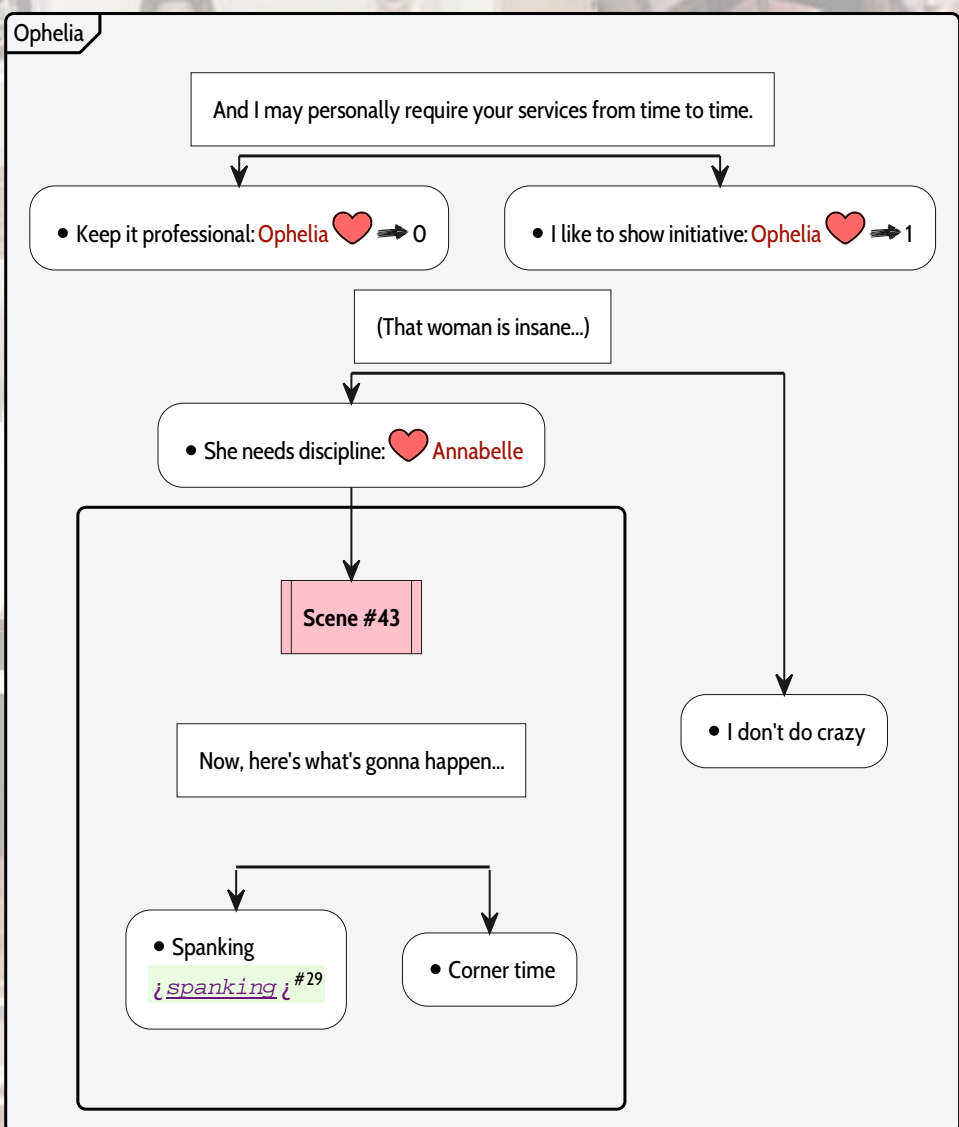 Ophelia
And I may personally require your services from time to time.
• Keep it professional: Ophelia ❤ ➡ 0
• I like to show initiative: Ophelia ❤ ➡ 1
(That woman is insane...)
• She needs discipline: ❤ Annabelle
Scene #43
• I don't do crazy
Now, here's what's gonna happen...
• Spanking
¿spanking¿ #29
• Corner time